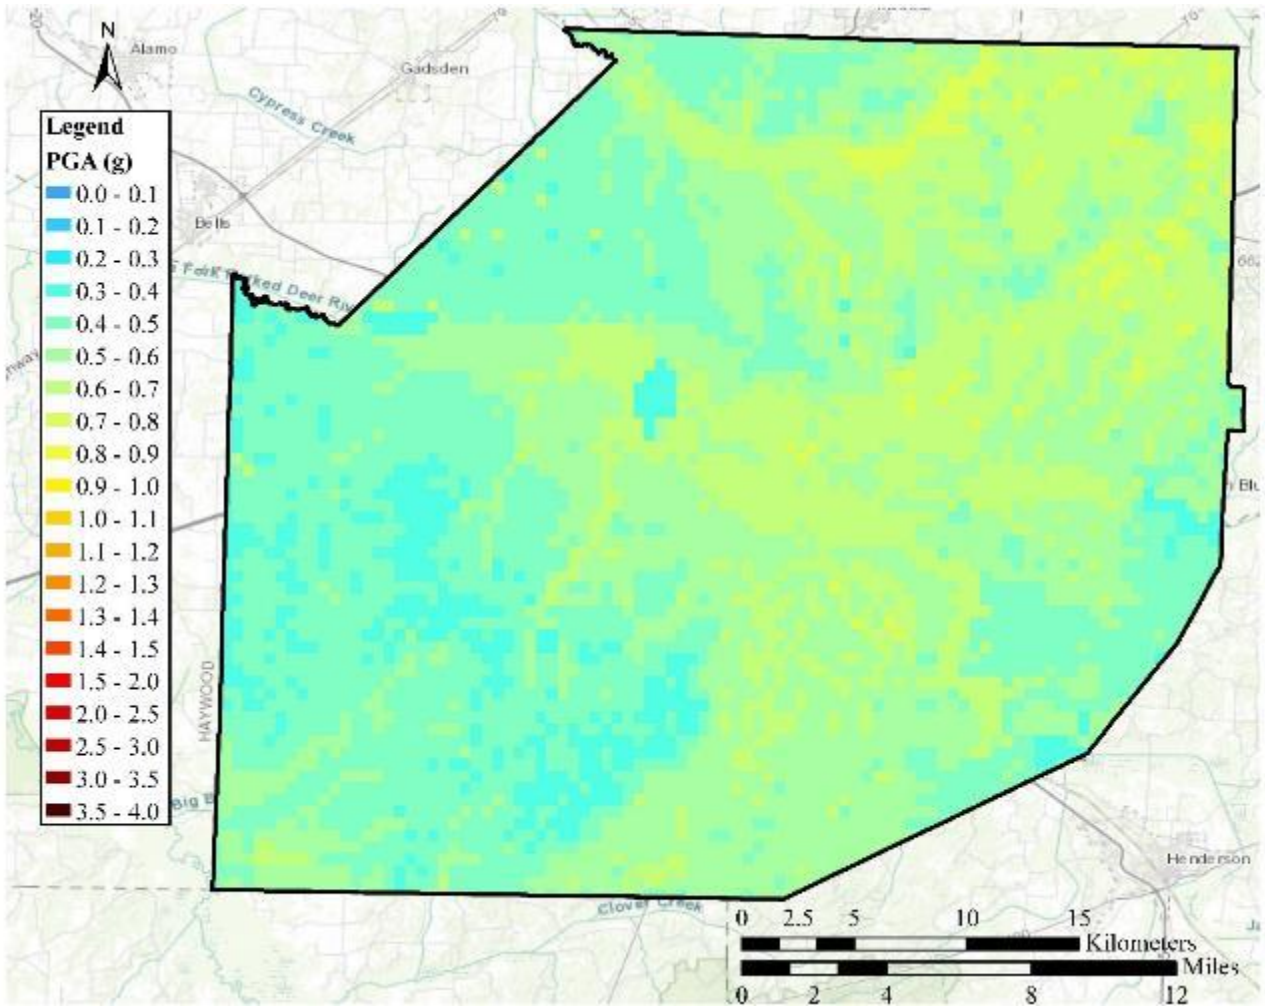 N
Alamo
Gadsden
Cypress Creek
Legend
PGA (g)
0.0 - 0.1
0.1 - 0.2
0.2 - 0.3
0.3 - 0.4
0.4 - 0.5
0.5 - 0.6
0.6 - 0.7
0.7 - 0.8
0.8 - 0.9
0.9 - 1.0
1.0 - 1.1
1.1 - 1.2
1.2 - 1.3
1.3 - 1.4
1.4 - 1.5
1.5 - 2.0
2.0 - 2.5
2.5 - 3.0
3.0 - 3.5
3.5 - 4.0
Bells
Fork
Deer Riv
HAYWOOD
Big B
Blu
Henderson
Clover Creek
0 2.5 5 10 15
Kilometers
Miles
0 2 4 8 12